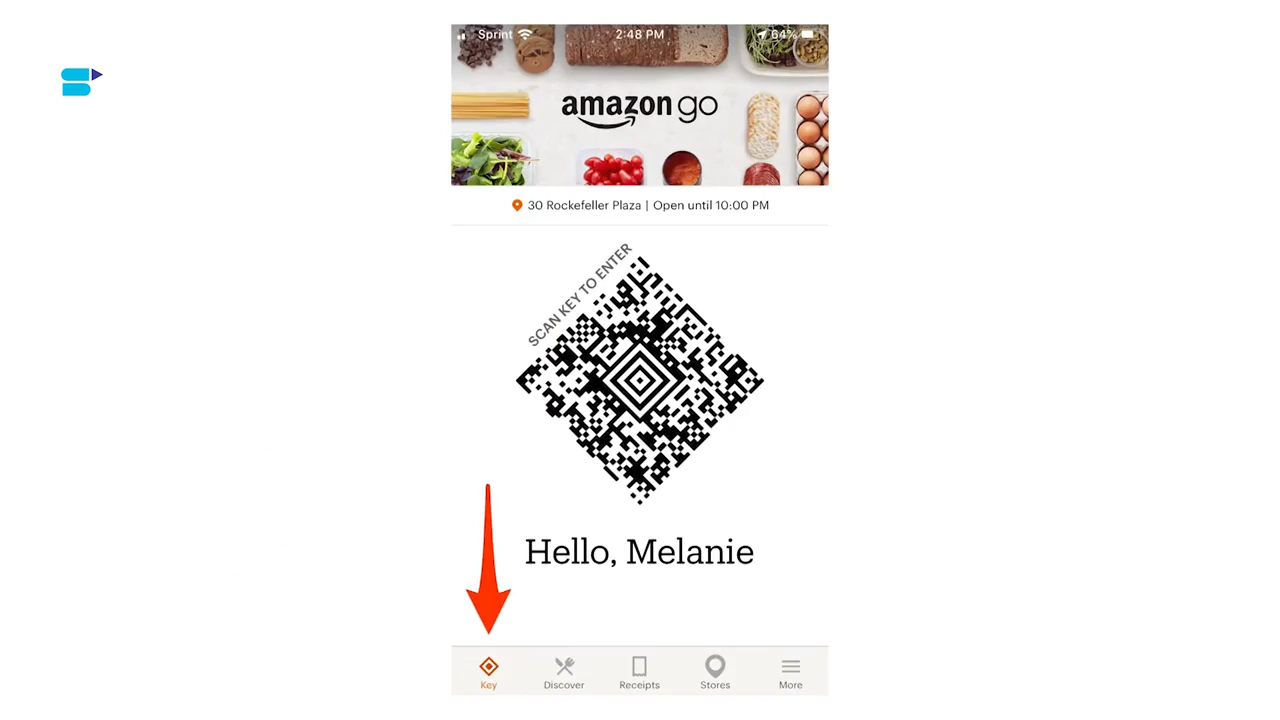 Sprint 2:48 PM 64%
amazon go
30 Rockefeller Plaza | Open until 10:00 PM
SCAN KEY TO ENTER
Hello, Melanie
Key Discover Receipts Stores More